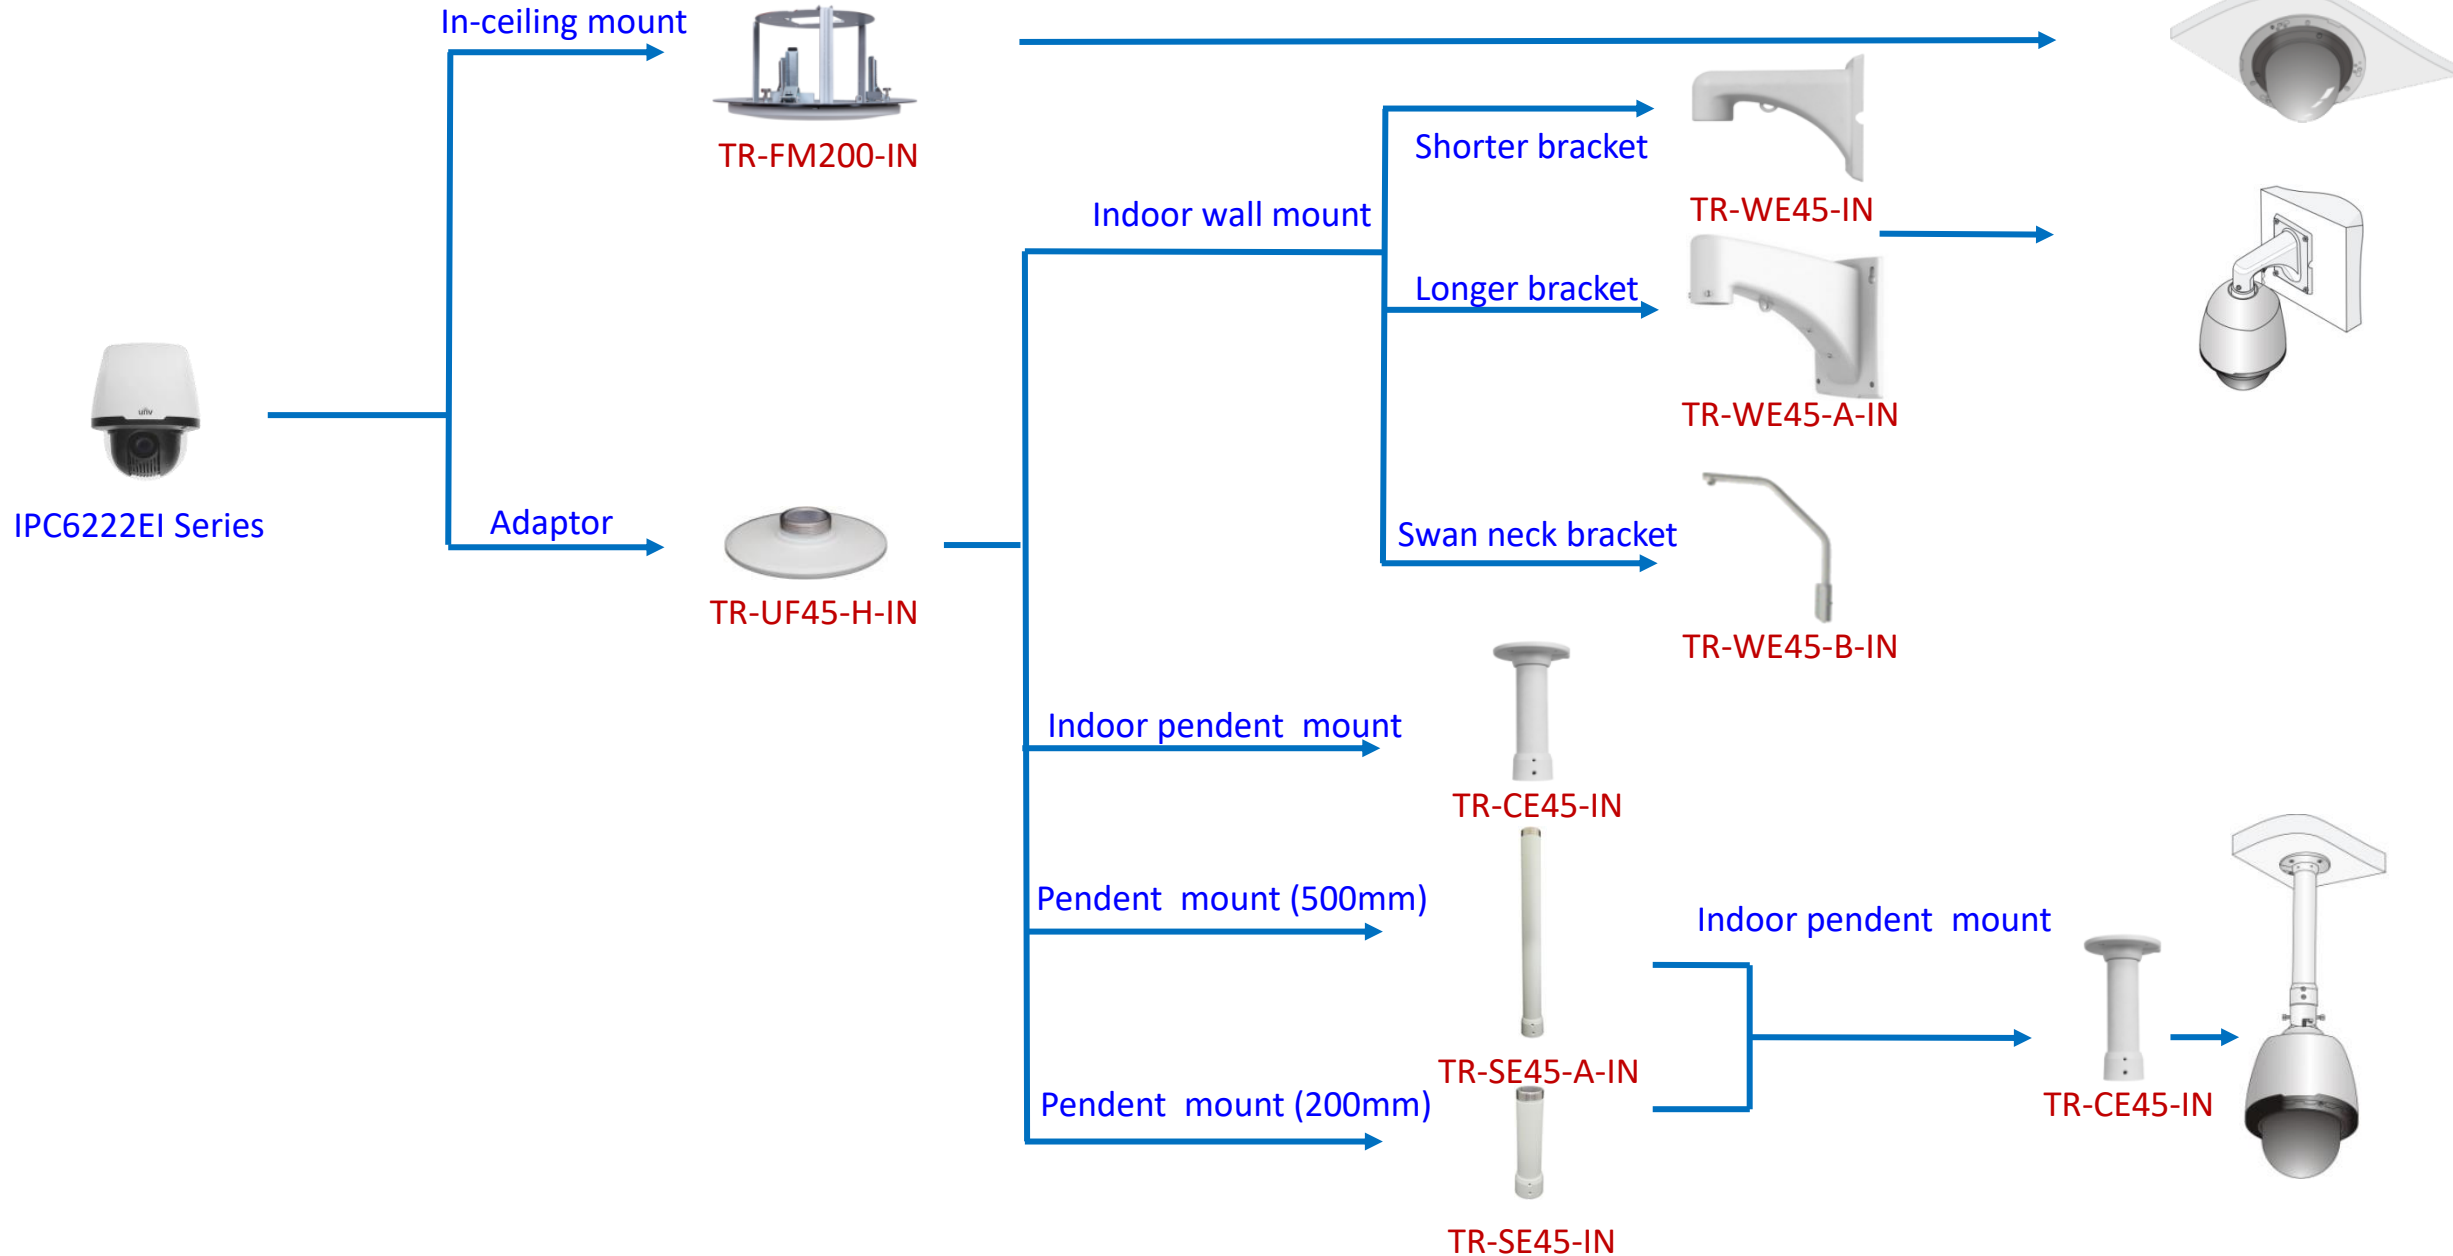 In-ceiling mount
TR-FM200-IN
Shorter bracket
TR-WE45-IN
Indoor wall mount
Longer bracket
TR-WE45-A-IN
unv
IPC6222EI Series
Adaptor
TR-UF45-H-IN
Swan neck bracket
TR-WE45-B-IN
Indoor pendent  mount
TR-CE45-IN
Pendent  mount (500mm)
TR-SE45-A-IN
Indoor pendent  mount
TR-CE45-IN
Pendent  mount (200mm)
TR-SE45-IN